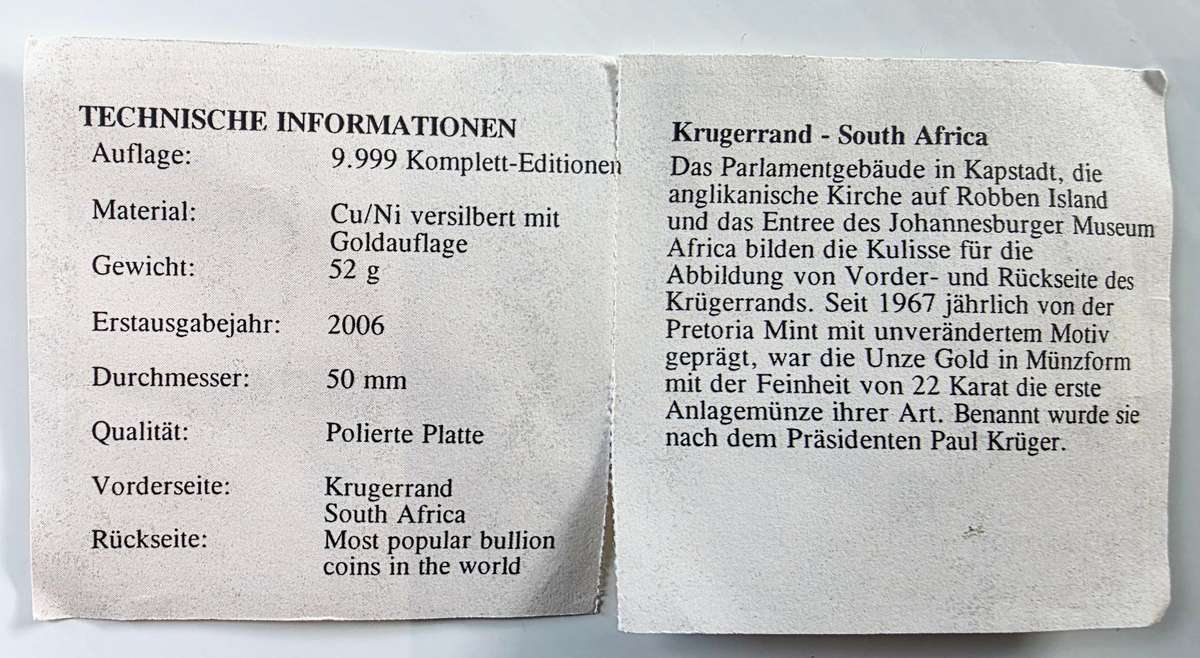 TECHNISCHE INFORMATIONEN
Auflage: 9.999 Komplett-Editionen
Material: Cu/Ni versilbert mit
Goldauflage
Gewicht: 52 g
Erstausgabejahr: 2006
Durchmesser: 50 mm
Qualität: Polierte Platte
Vorderseite: Krugerrand
South Africa
Rückseite: Most popular bullion
coins in the world
Krugerrand - South Africa
Das Parlamentgebäude in Kapstadt, die
anglikanische Kirche auf Robben Island
und das Entree des Johannesburger Museum
Africa bilden die Kulisse für die
Abbildung von Vorder- und Rückseite des
Krügerrands. Seit 1967 jährlich von der
Pretoria Mint mit unverändertem Motiv
geprägt, war die Unze Gold in Münzform
mit der Feinheit von 22 Karat die erste
Anlagemünze ihrer Art. Benannt wurde sie
nach dem Präsidenten Paul Krüger.